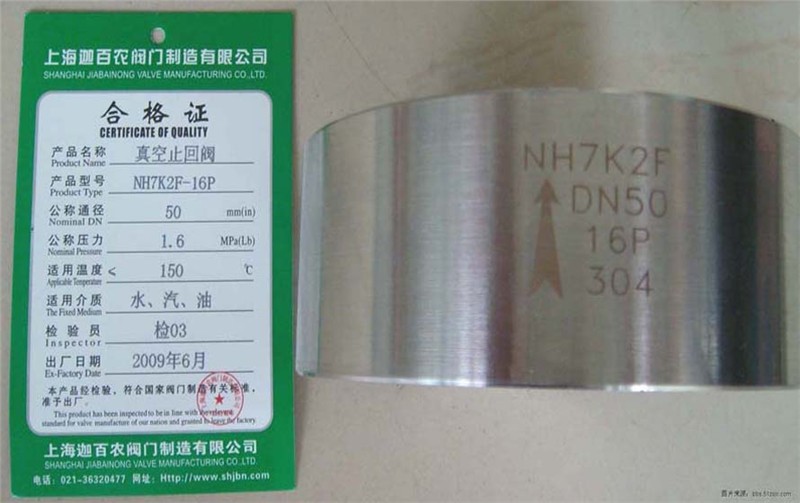 上海迦百农阀门制造有限公司
SHANGHAI JIABAINONG VALVE MANUFACTURING CO.,LTD.
合格证
CERTIFICATE OF QUALITY
产品名称 真空止回阀
Product Name
产品型号 NH7K2F-16P
Product Type
公称通径 50 mm(in)
Nominal DN
公称压力 1.6 MPa(Lb)
Nominal Pressure
适用温度 < 150 ℃
Applicable Temperature
适用介质 水、汽、油
The Fixed Medium
检验员 检03
Inspector
出厂日期 2009年6月
Ex-Factory Date
本产品经检验，符合国家阀门制造有关标准，
准予出厂。
This product has been inspected to be in line with the relevant
standard for valve manufacture of our nation and granted to leave the factory.
上海迦百农阀门制造有限公司
SHANGHAI JIABAINONG VALVE MANUFACTURING CO.,LTD.
电话：021-36320477 网址：Http://www.shjbn.com
NH7K2F
DN50
16P
304
图片来源：